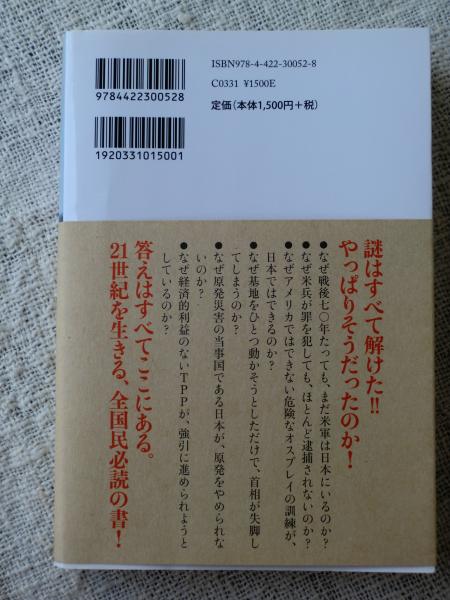 ISBN978-4-422-30052-8
C0331 ¥1500E
定価（本体1,500円＋税）
9784422300528
1920331015001
謎はすべて解けた!!
やっぱりそうだったのか！
●なぜ戦後七〇年たっても、まだ米軍は日本にいるのか？
●なぜ米兵が罪を犯しても、ほとんど逮捕されないのか？
●なぜアメリカではできない危険なオスプレイの訓練が、
日本ではできるのか？
●なぜ基地をひとつ動かそうとしただけで、首相が失脚し
てしまうのか？
●なぜ原発災害の当事国である日本が、原発をやめられな
いのか？
●なぜ経済的利益のないTPPが、強引に進められようと
しているのか？
答えはすべてここにある。
21世紀を生きる、全国民必読の書！